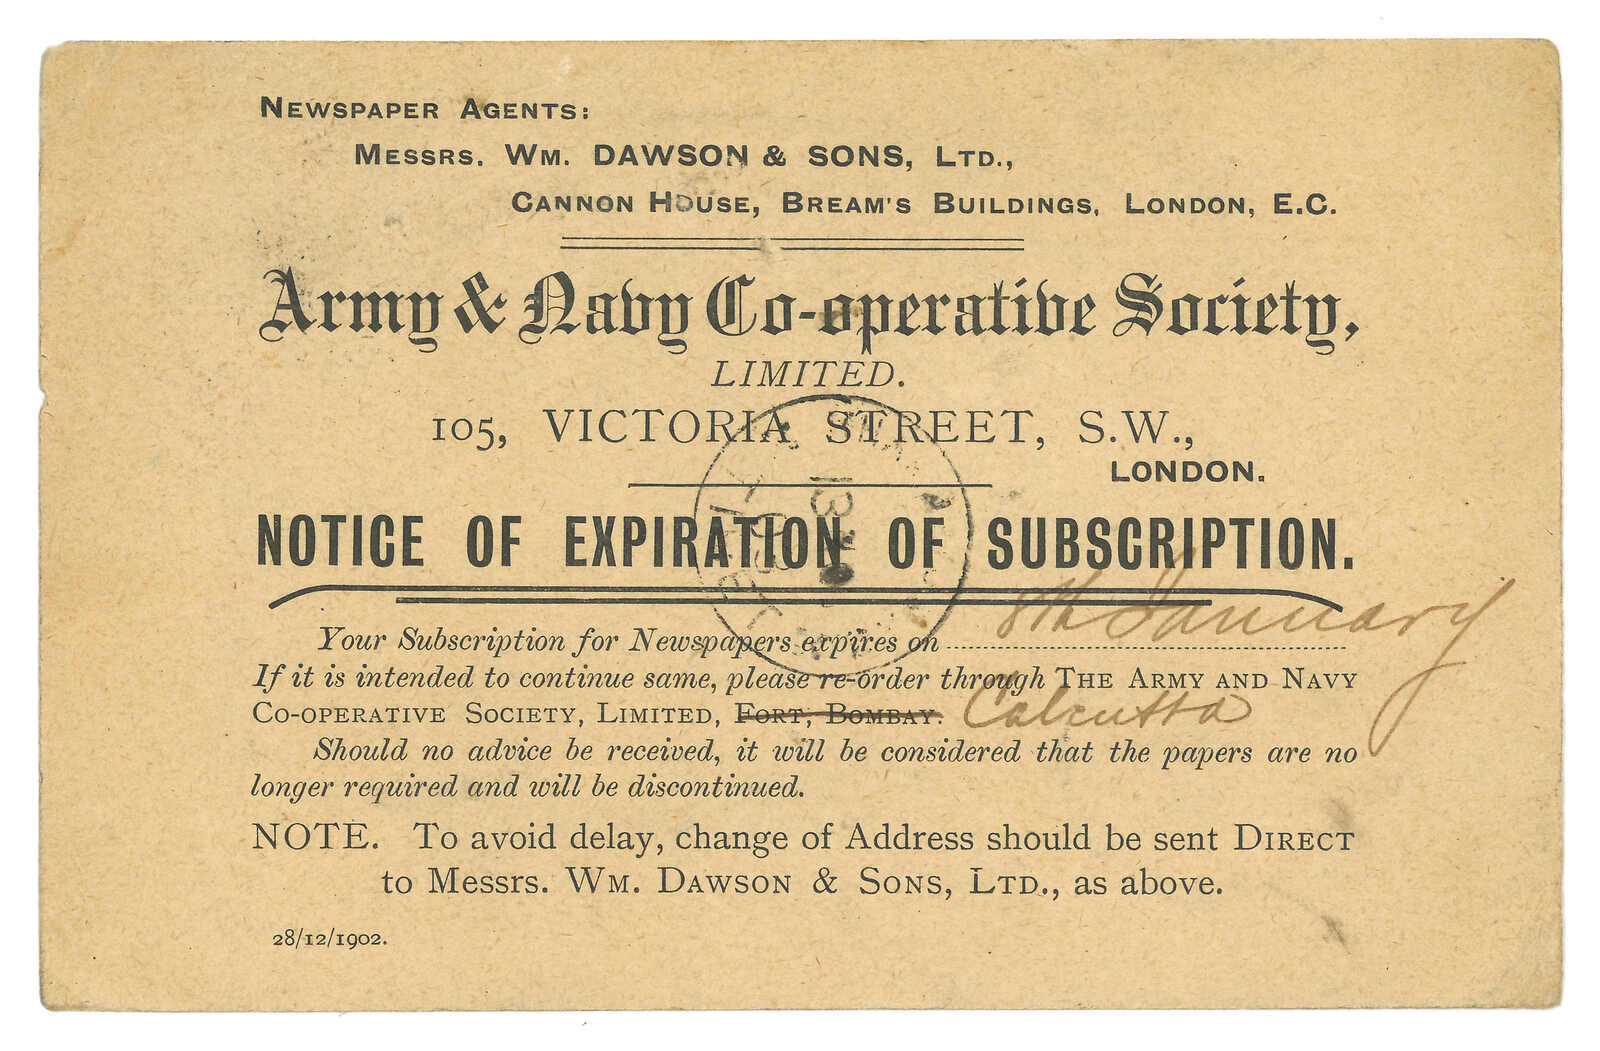 NEWSPAPER AGENTS:
MESSRS. WM. DAWSON & SONS, LTD.,
CANNON HOUSE, BREAM'S BUILDINGS, LONDON, E.C.
Army & Navy Co-operative Society,
LIMITED.
105, VICTORIA STREET, S.W.,
LONDON.
NOTICE OF EXPIRATION OF SUBSCRIPTION.
Your Subscription for Newspapers expires on 8th January
If it is intended to continue same, please re-order through THE ARMY AND NAVY
CO-OPERATIVE SOCIETY, LIMITED, FORT, BOMBAY. Calcutta
Should no advice be received, it will be considered that the papers are no
longer required and will be discontinued.
NOTE. To avoid delay, change of Address should be sent DIRECT
to Messrs. WM. DAWSON & SONS, LTD., as above.
28/12/1902.